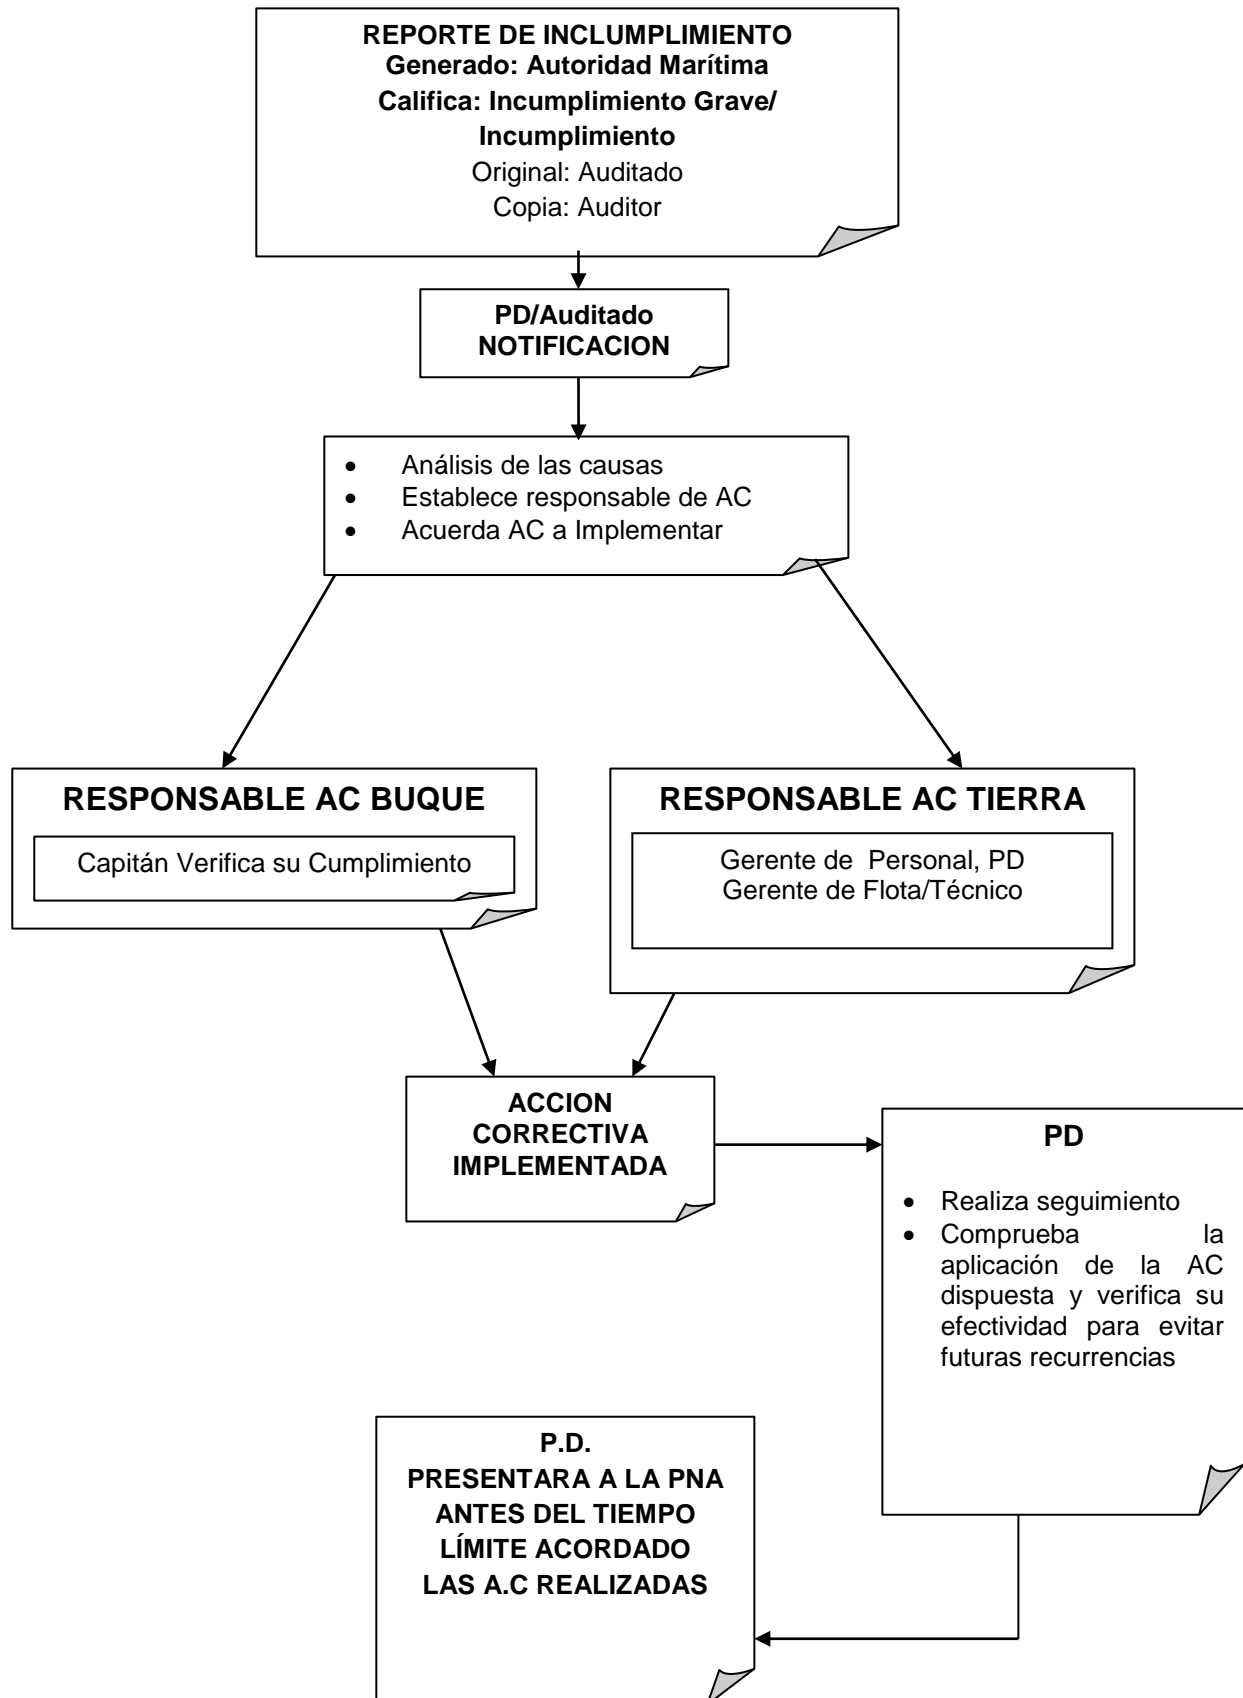 REPORTE DE INCLUMPLIMIENTO
Generado: Autoridad Marítima
Califica: Incumplimiento Grave/
Incumplimiento
Original: Auditado
Copia: Auditor
PD/Auditado
NOTIFICACION
• Análisis de las causas
• Establece responsable de AC
• Acuerda AC a Implementar
RESPONSABLE AC BUQUE
Capitán Verifica su Cumplimiento
RESPONSABLE AC TIERRA
Gerente de Personal, PD
Gerente de Flota/Técnico
ACCION
CORRECTIVA
IMPLEMENTADA
PD
• Realiza seguimiento
• Comprueba la
aplicación de la AC
dispuesta y verifica su
efectividad para evitar
futuras recurrencias
P.D.
PRESENTARA A LA PNA
ANTES DEL TIEMPO
LÍMITE ACORDADO
LAS A.C REALIZADAS